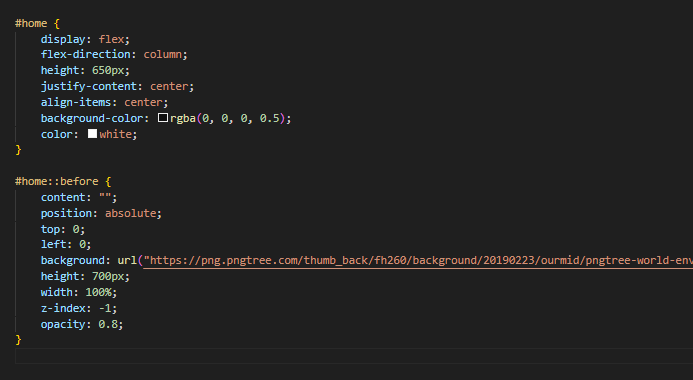 #home {
    display: flex;
    flex-direction: column;
    height: 650px;
    justify-content: center;
    align-items: center;
    background-color: rgba(0, 0, 0, 0.5);
    color: white;
}
#home::before {
    content: "";
    position: absolute;
    top: 0;
    left: 0;
    background: url("https://png.pngtree.com/thumb_back/fh260/background/20190223/ourmid/pngtree-world-env
    height: 700px;
    width: 100%;
    z-index: -1;
    opacity: 0.8;
}